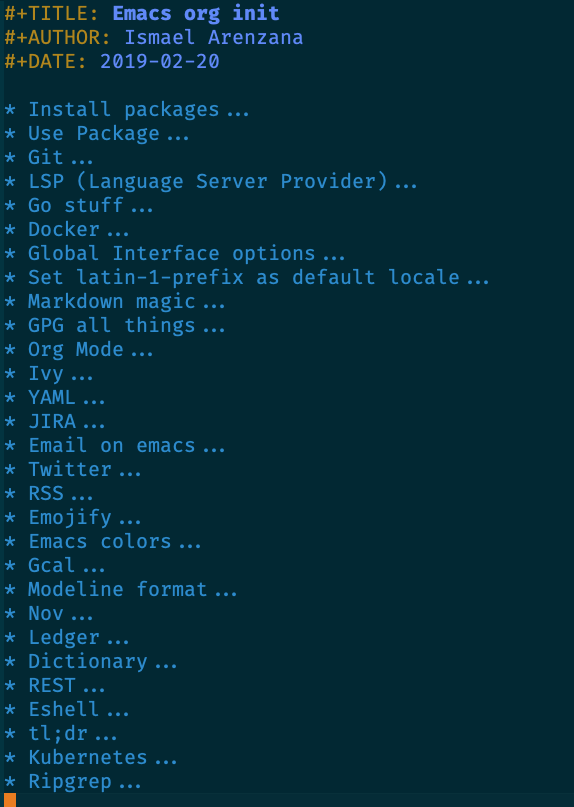 #+TITLE: Emacs org init
#+AUTHOR: Ismael Arenzana
#+DATE: 2019-02-20
* Install packages...
* Use Package...
* Git...
* LSP (Language Server Provider)...
* Go stuff...
* Docker...
* Global Interface options...
* Set latin-1-prefix as default locale...
* Markdown magic...
* GPG all things...
* Org Mode...
* Ivy...
* YAML...
* JIRA...
* Email on emacs...
* Twitter...
* RSS...
* Emojify...
* Emacs colors...
* Gcal...
* Modeline format...
* Nov...
* Ledger...
* Dictionary...
* REST...
* Eshell...
* tl;dr...
* Kubernetes...
* Ripgrep...